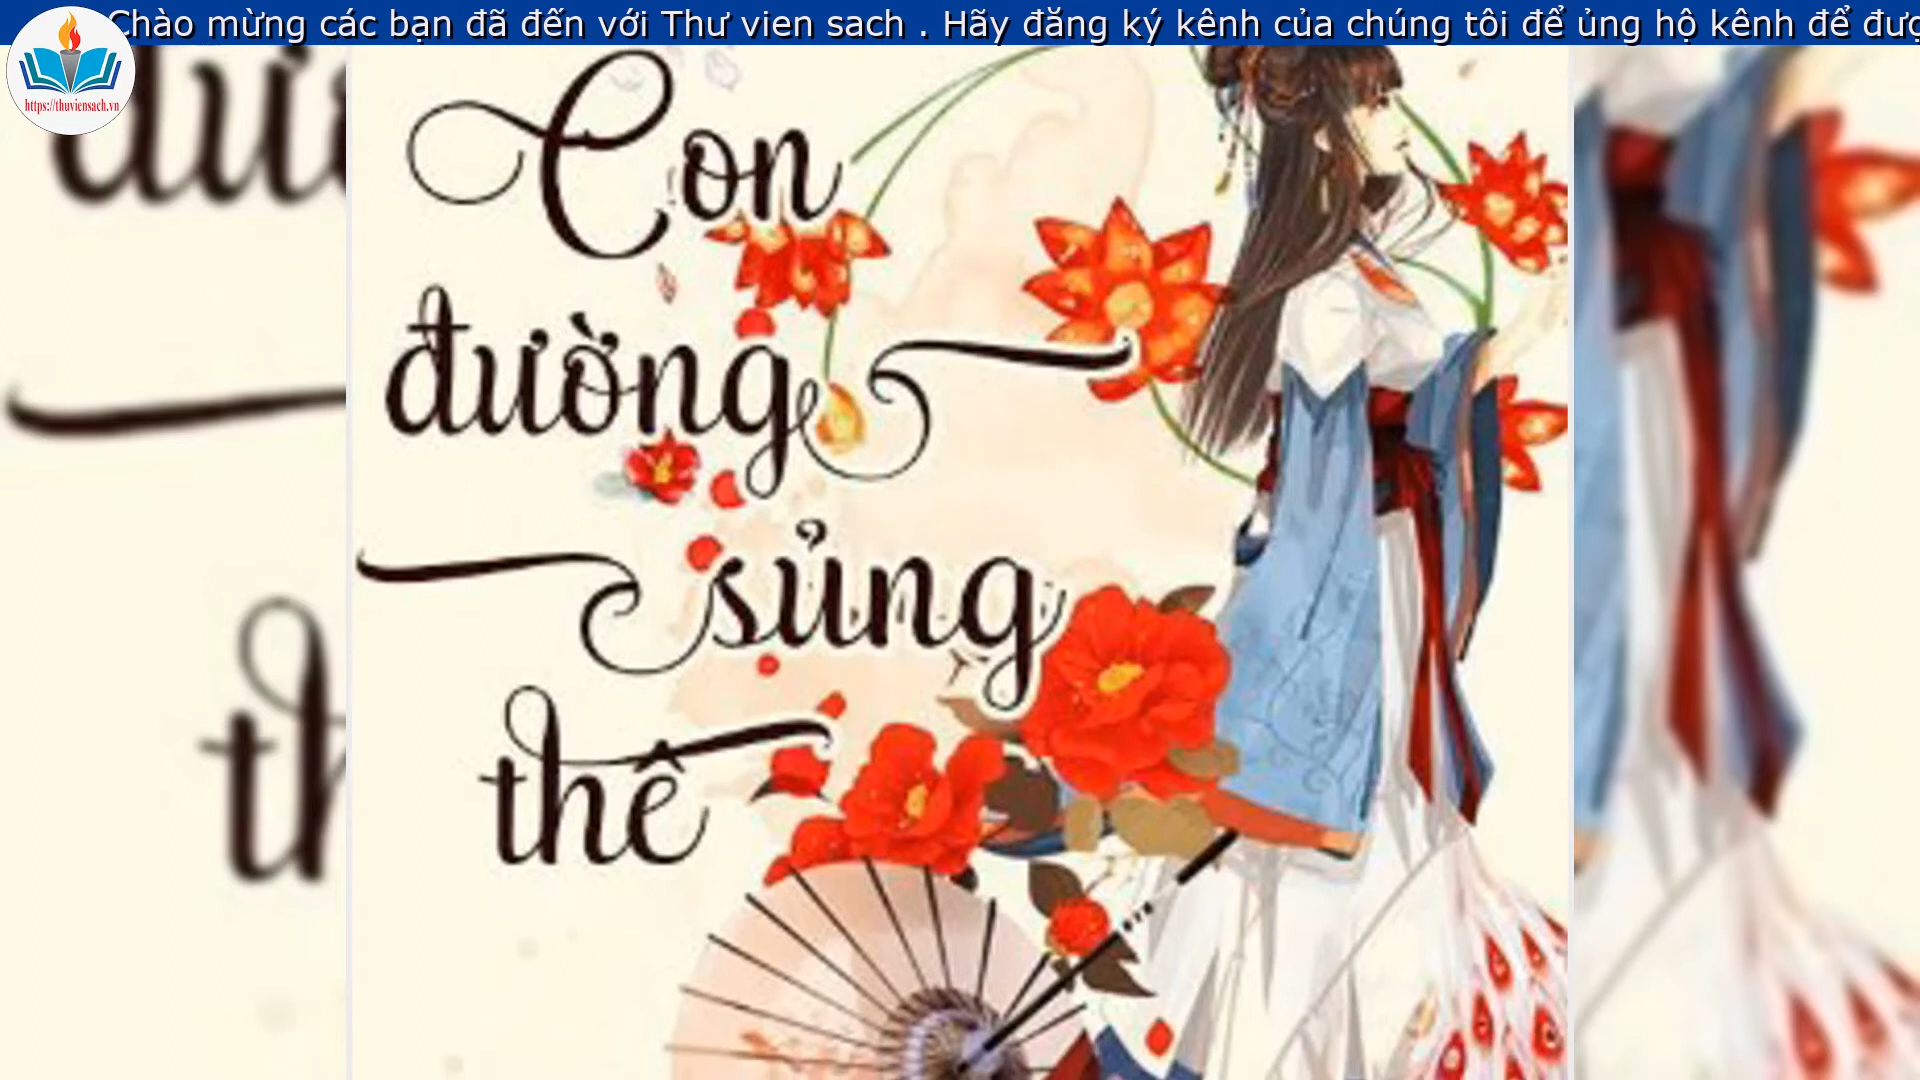 Chào mừng các bạn đã đến với Thư vien sach . Hãy đăng ký kênh của chúng tôi để ủng hộ kênh để đượ
https://thuviensach.vn
Con
đường
sủng
thê